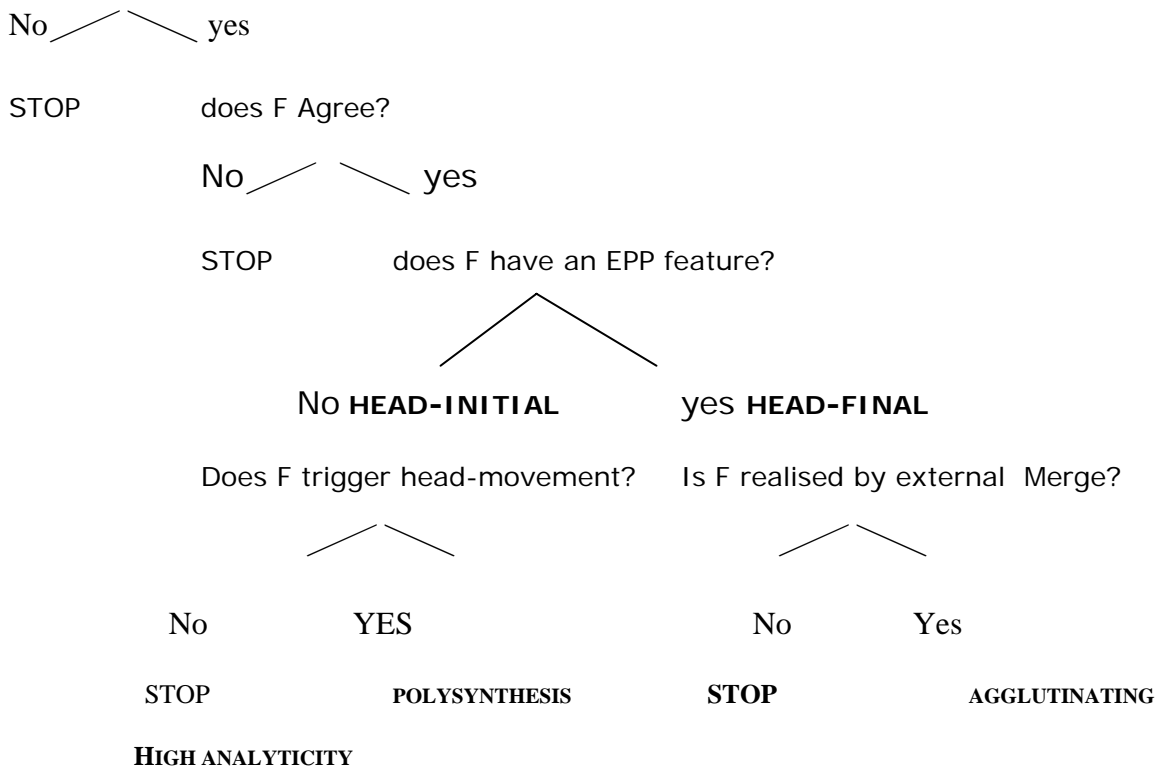 No yes
STOP does F Agree?
No yes
STOP does F have an EPP feature?
No HEAD-INITIAL yes HEAD-FINAL
Does F trigger head-movement? Is F realised by external Merge?
No YES No Yes
STOP POLYSYNTHESIS STOP AGGLUTINATING
HIGH ANALYTICITY